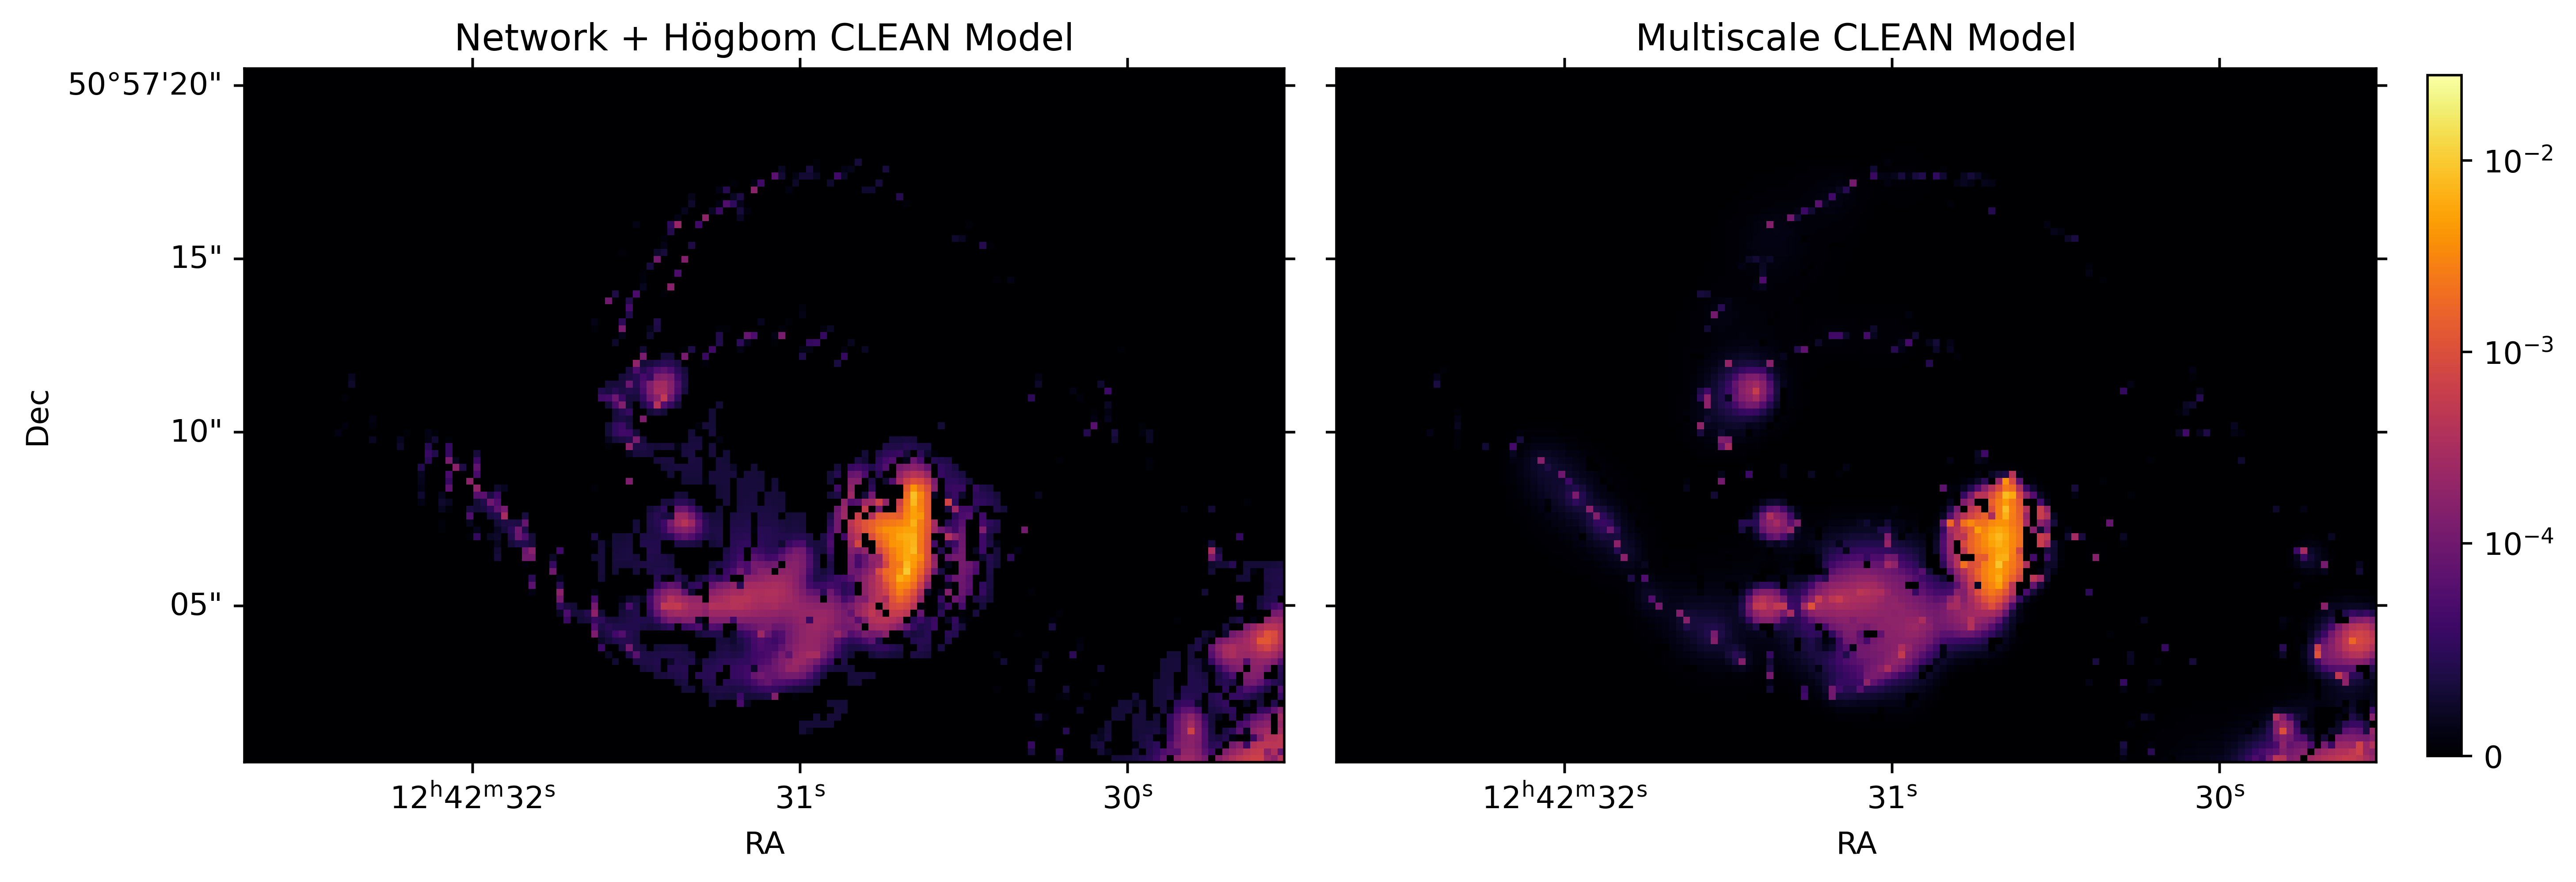 Network + Högbom CLEAN Model
Multiscale CLEAN Model
50°57'20"
15"
10"
05"
Dec
12ʰ42ᵐ32ˢ
31ˢ
30ˢ
RA
12ʰ42ᵐ32ˢ
31ˢ
30ˢ
RA
10⁻²
10⁻³
10⁻⁴
0